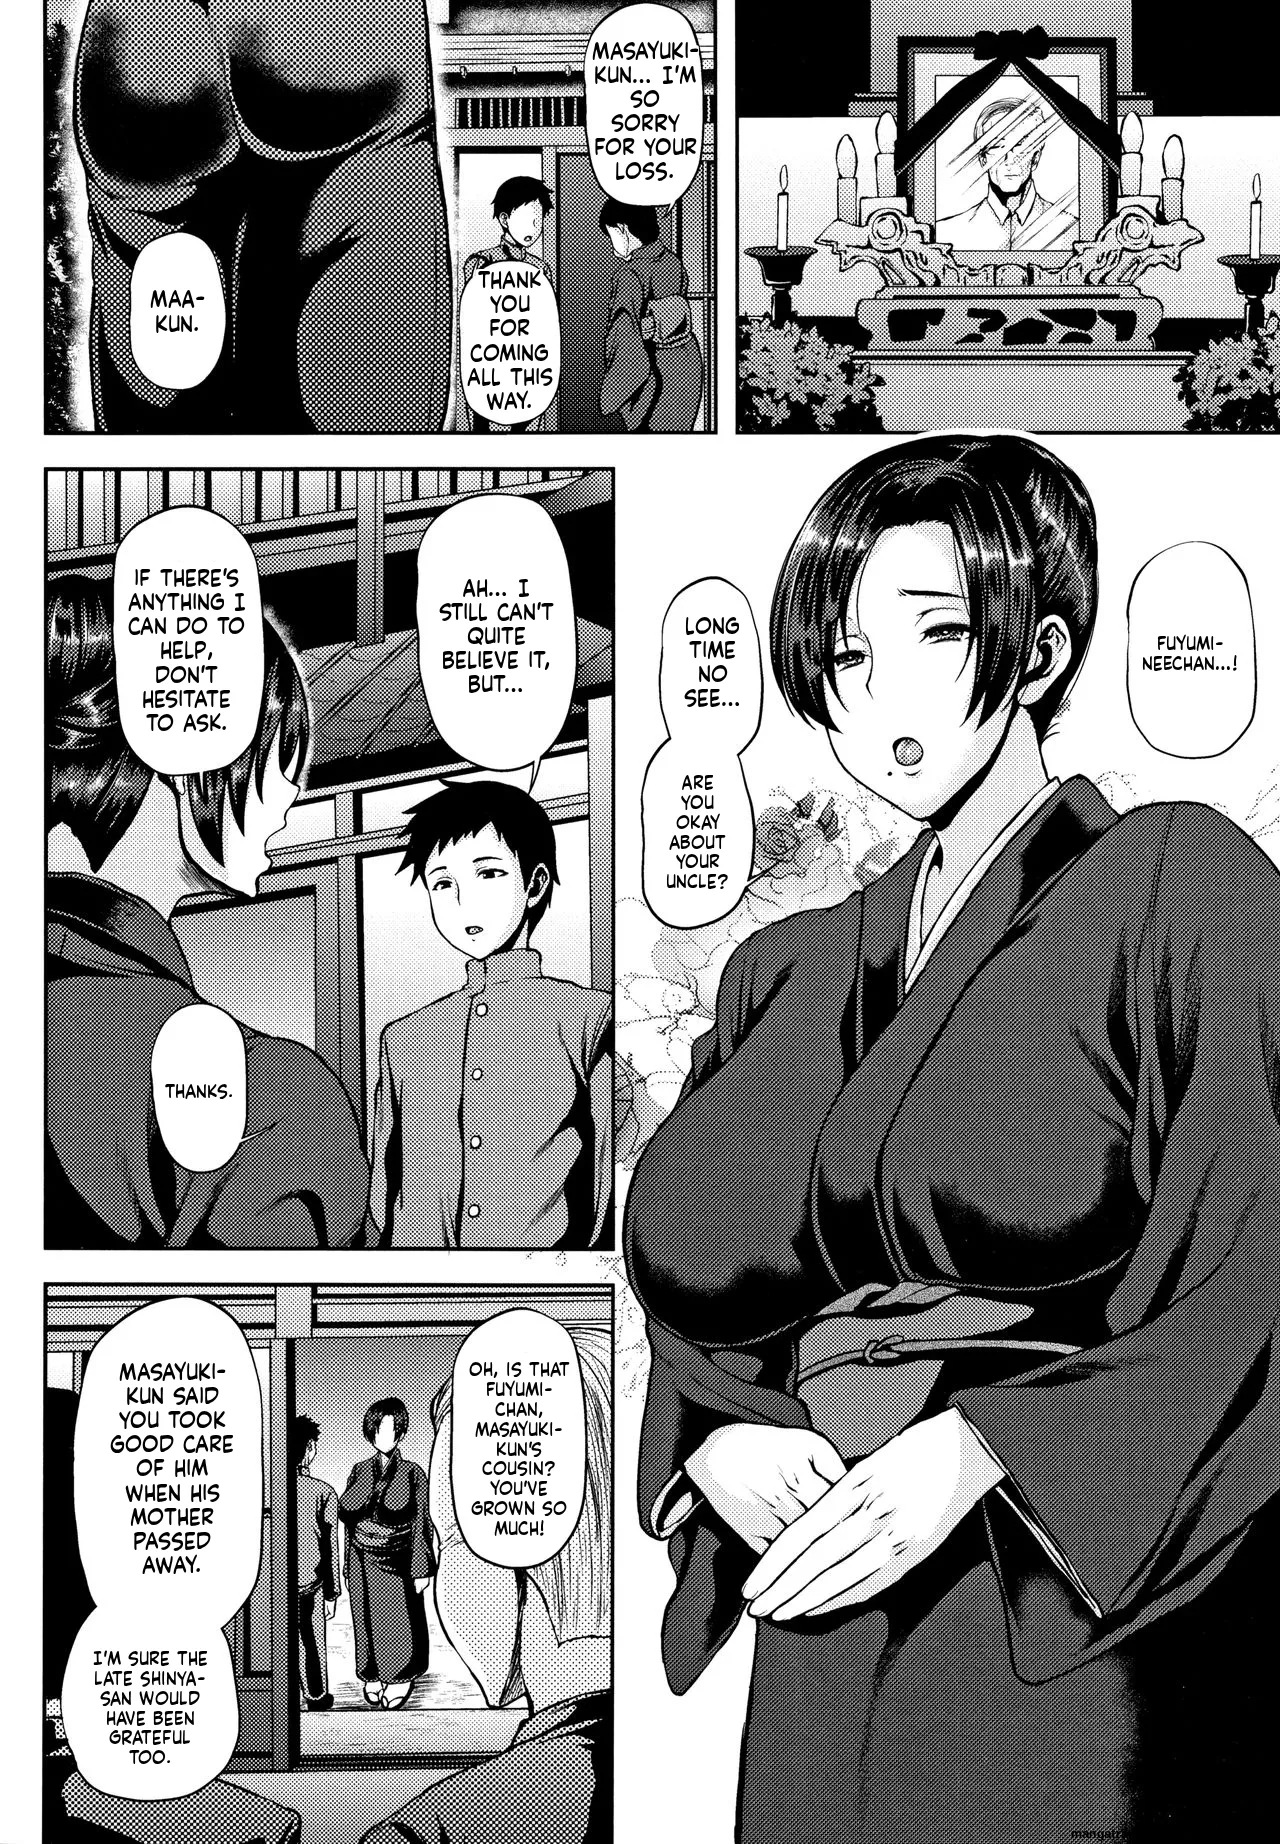 MASAYUKI-
KUN... I'M
SO
SORRY
FOR YOUR
LOSS.
THANK
YOU
FOR
COMING
ALL THIS
WAY.
MAA-
KUN.
FUYUMI-
NEECHAN...!
LONG
TIME
NO
SEE...
ARE
YOU
OKAY
ABOUT
YOUR
UNCLE?
AH... I
STILL CAN'T
QUITE
BELIEVE IT,
BUT...
IF THERE'S
ANYTHING I
CAN DO TO
HELP,
DON'T
HESITATE
TO ASK.
THANKS.
OH, IS THAT
FUYUMI-
CHAN,
MASAYUKI-
KUN'S
COUSIN?
YOU'VE
GROWN SO
MUCH!
MASAYUKI-
KUN SAID
YOU TOOK
GOOD CARE
OF HIM
WHEN HIS
MOTHER
PASSED
AWAY.
I'M SURE THE
LATE SHINYA-
SAN WOULD
HAVE BEEN
GRATEFUL
TOO.